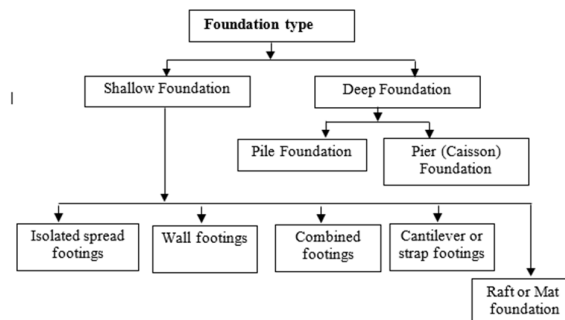 Foundation type
Shallow Foundation
Deep Foundation
Pile Foundation
Pier (Caisson)
Foundation
Isolated spread
footings
Wall footings
Combined
footings
Cantilever or
strap footings
Raft or Mat
foundation